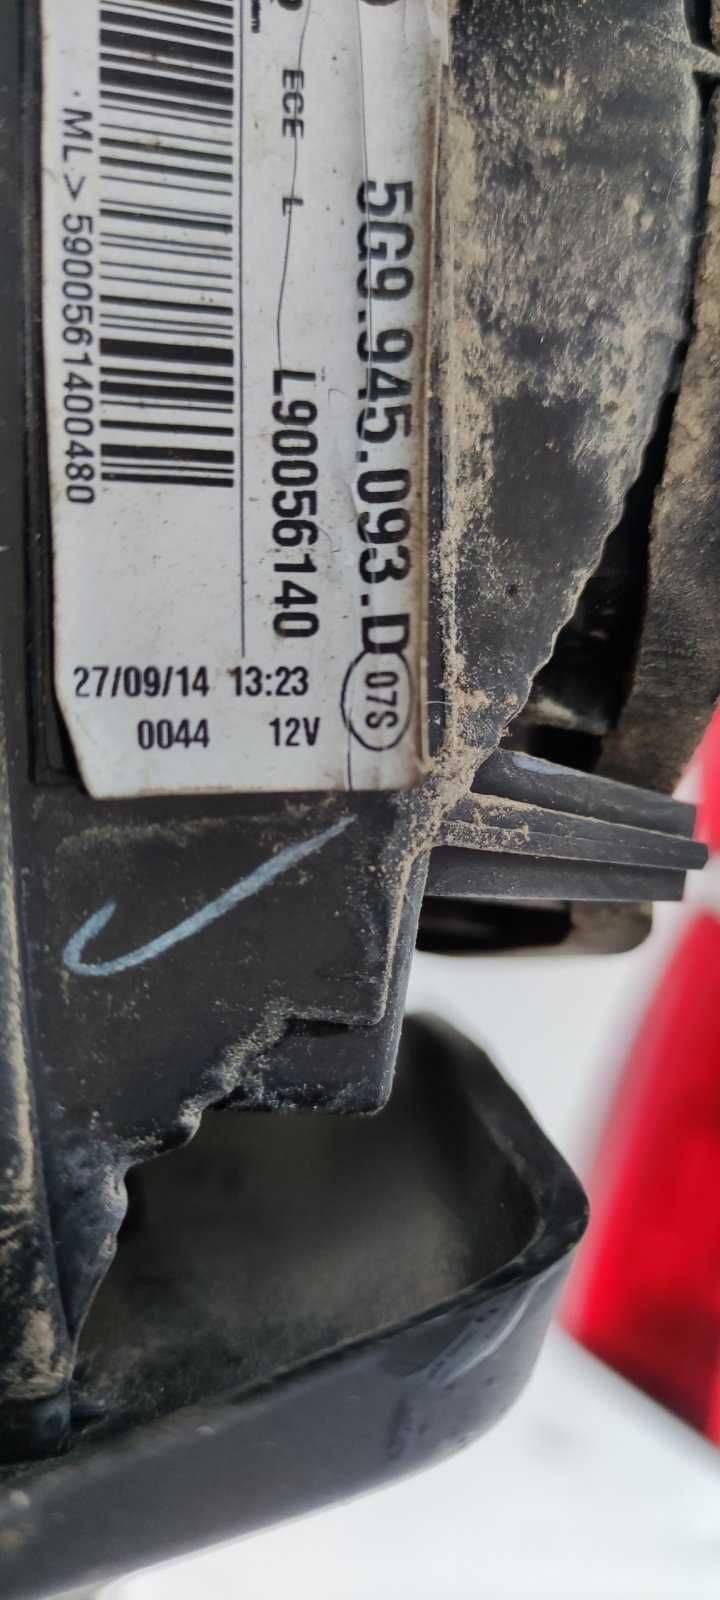 5G9.945.093.D
07S
ECE L
L90056140
·ML>5900561400480
27/09/14 13:23
0044 12V